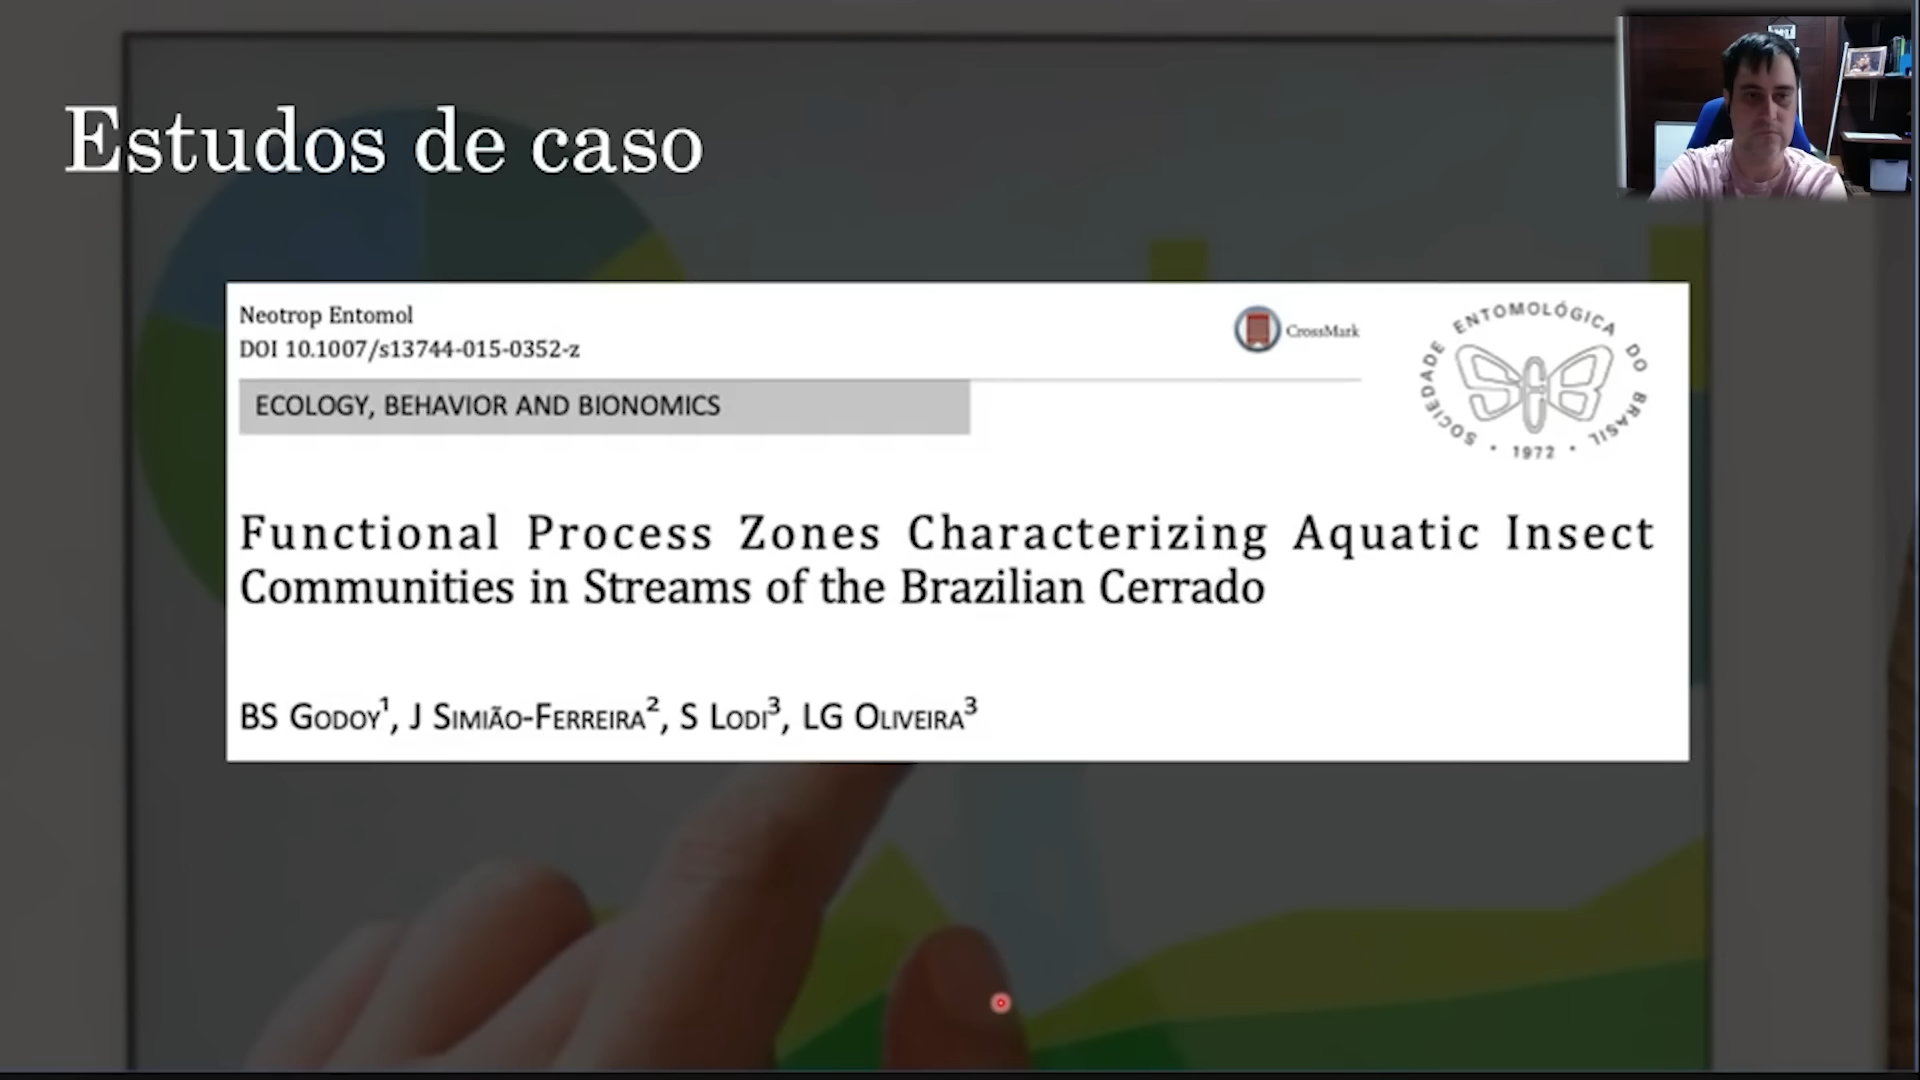 Estudos de caso
Neotrop Entomol
DOI 10.1007/s13744-015-0352-z
CrossMark
SOCIEDADE ENTOMOLÓGICA DO BRASIL
• 1972 •
ECOLOGY, BEHAVIOR AND BIONOMICS
Functional Process Zones Characterizing Aquatic Insect
Communities in Streams of the Brazilian Cerrado
BS GODOY¹, J SIMIÃO-FERREIRA², S LODI³, LG OLIVEIRA³